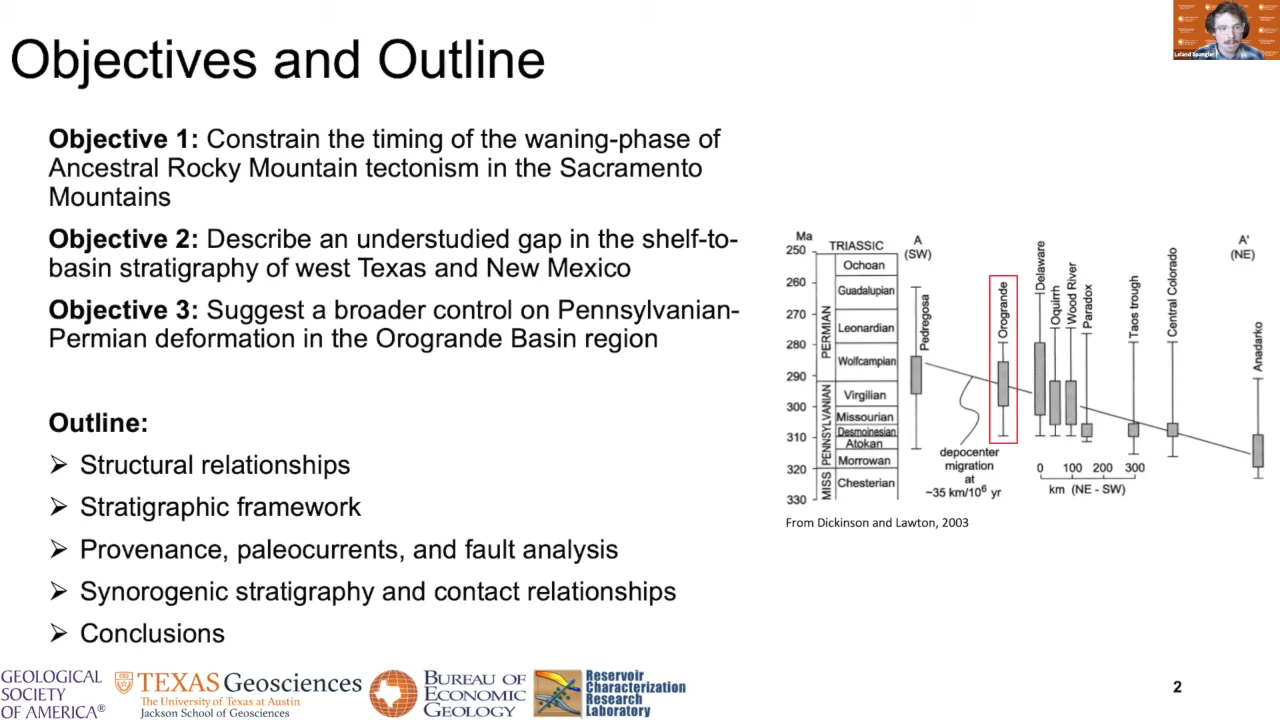 Objectives and Outline
Leland Spangler
Objective 1: Constrain the timing of the waning-phase of
Ancestral Rocky Mountain tectonism in the Sacramento
Mountains
Objective 2: Describe an understudied gap in the shelf-to-
basin stratigraphy of west Texas and New Mexico
Objective 3: Suggest a broader control on Pennsylvanian-
Permian deformation in the Orogrande Basin region
Outline:
➢ Structural relationships
➢ Stratigraphic framework
➢ Provenance, paleocurrents, and fault analysis
➢ Synorogenic stratigraphy and contact relationships
➢ Conclusions
Ma
250
260
270
280
290
300
310
320
330
TRIASSIC
PERMIAN
PENNSYLVANIAN
MISS
Ochoan
Guadalupian
Leonardian
Wolfcampian
Virgilian
Missourian
Desmoinesian
Atokan
Morrowan
Chesterian
A
(SW)
A'
(NE)
Pedregosa
Orogrande
Delaware
Oquirrh
Wood River
Paradox
Taos trough
Central Colorado
Anadarko
depocenter
migration
at
~35 km/10⁶ yr
0 100 200 300
km (NE - SW)
From Dickinson and Lawton, 2003
GEOLOGICAL
SOCIETY
OF AMERICA®
TEXAS Geosciences
The University of Texas at Austin
Jackson School of Geosciences
BUREAU OF
ECONOMIC
GEOLOGY
Reservoir
Characterization
Research
Laboratory
2